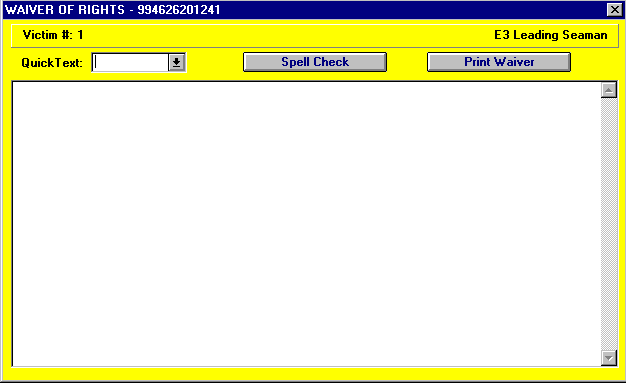 WAIVER OF RIGHTS - 994626201241
Victim #: 1 E3 Leading Seaman
QuickText: Spell Check Print Waiver